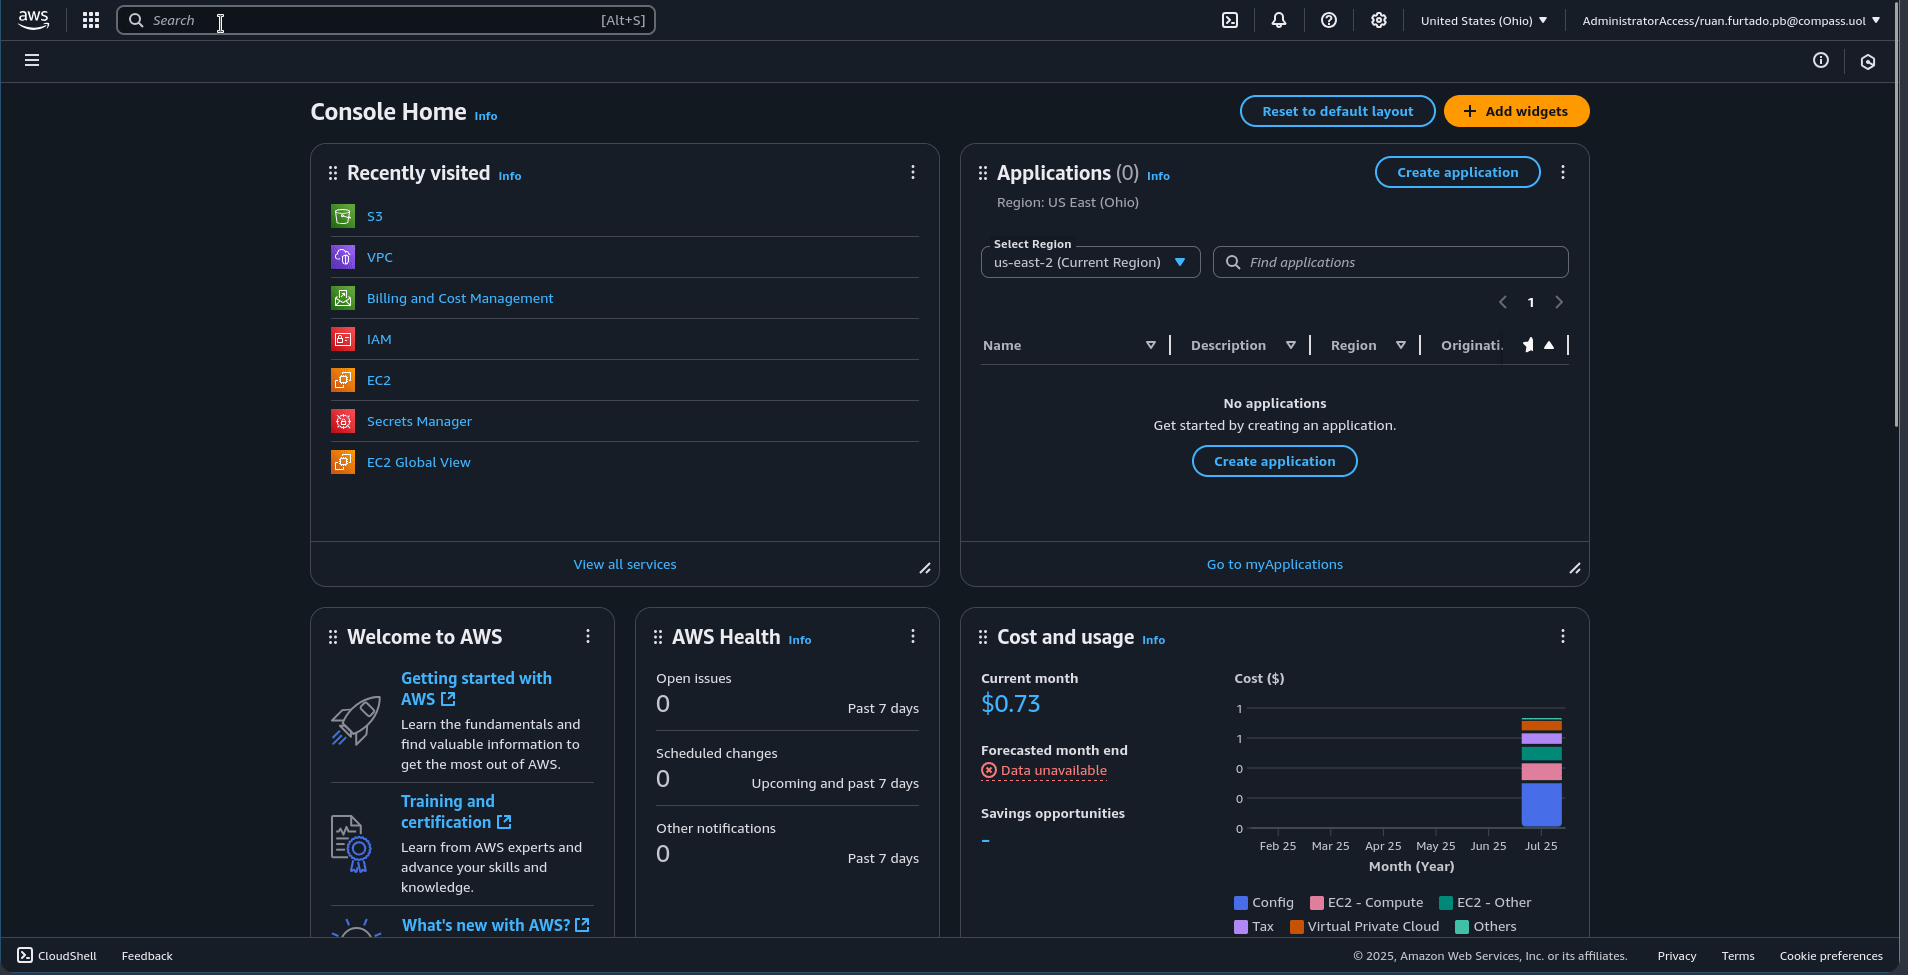 aws
Search [Alt+S]
United States (Ohio)
AdministratorAccess/ruan.furtado.pb@compass.uol
Console Home Info
Reset to default layout
Add widgets
Recently visited Info
S3
VPC
Billing and Cost Management
IAM
EC2
Secrets Manager
EC2 Global View
View all services
Applications (0) Info
Create application
Region: US East (Ohio)
Select Region
us-east-2 (Current Region)
Find applications
1
Name Description Region Originati.
No applications
Get started by creating an application.
Create application
Go to myApplications
Welcome to AWS
Getting started with
AWS
Learn the fundamentals and
find valuable information to
get the most out of AWS.
Training and
certification
Learn from AWS experts and
advance your skills and
knowledge.
What's new with AWS?
AWS Health Info
Open issues
0 Past 7 days
Scheduled changes
0 Upcoming and past 7 days
Other notifications
0 Past 7 days
Cost and usage Info
Current month
$0.73
Forecasted month end
Data unavailable
Savings opportunities
–
Cost ($)
1
1
0
0
0
Feb 25 Mar 25 Apr 25 May 25 Jun 25 Jul 25
Month (Year)
Config EC2 - Compute EC2 - Other
Tax Virtual Private Cloud Others
CloudShell Feedback
© 2025, Amazon Web Services, Inc. or its affiliates. Privacy Terms Cookie preferences